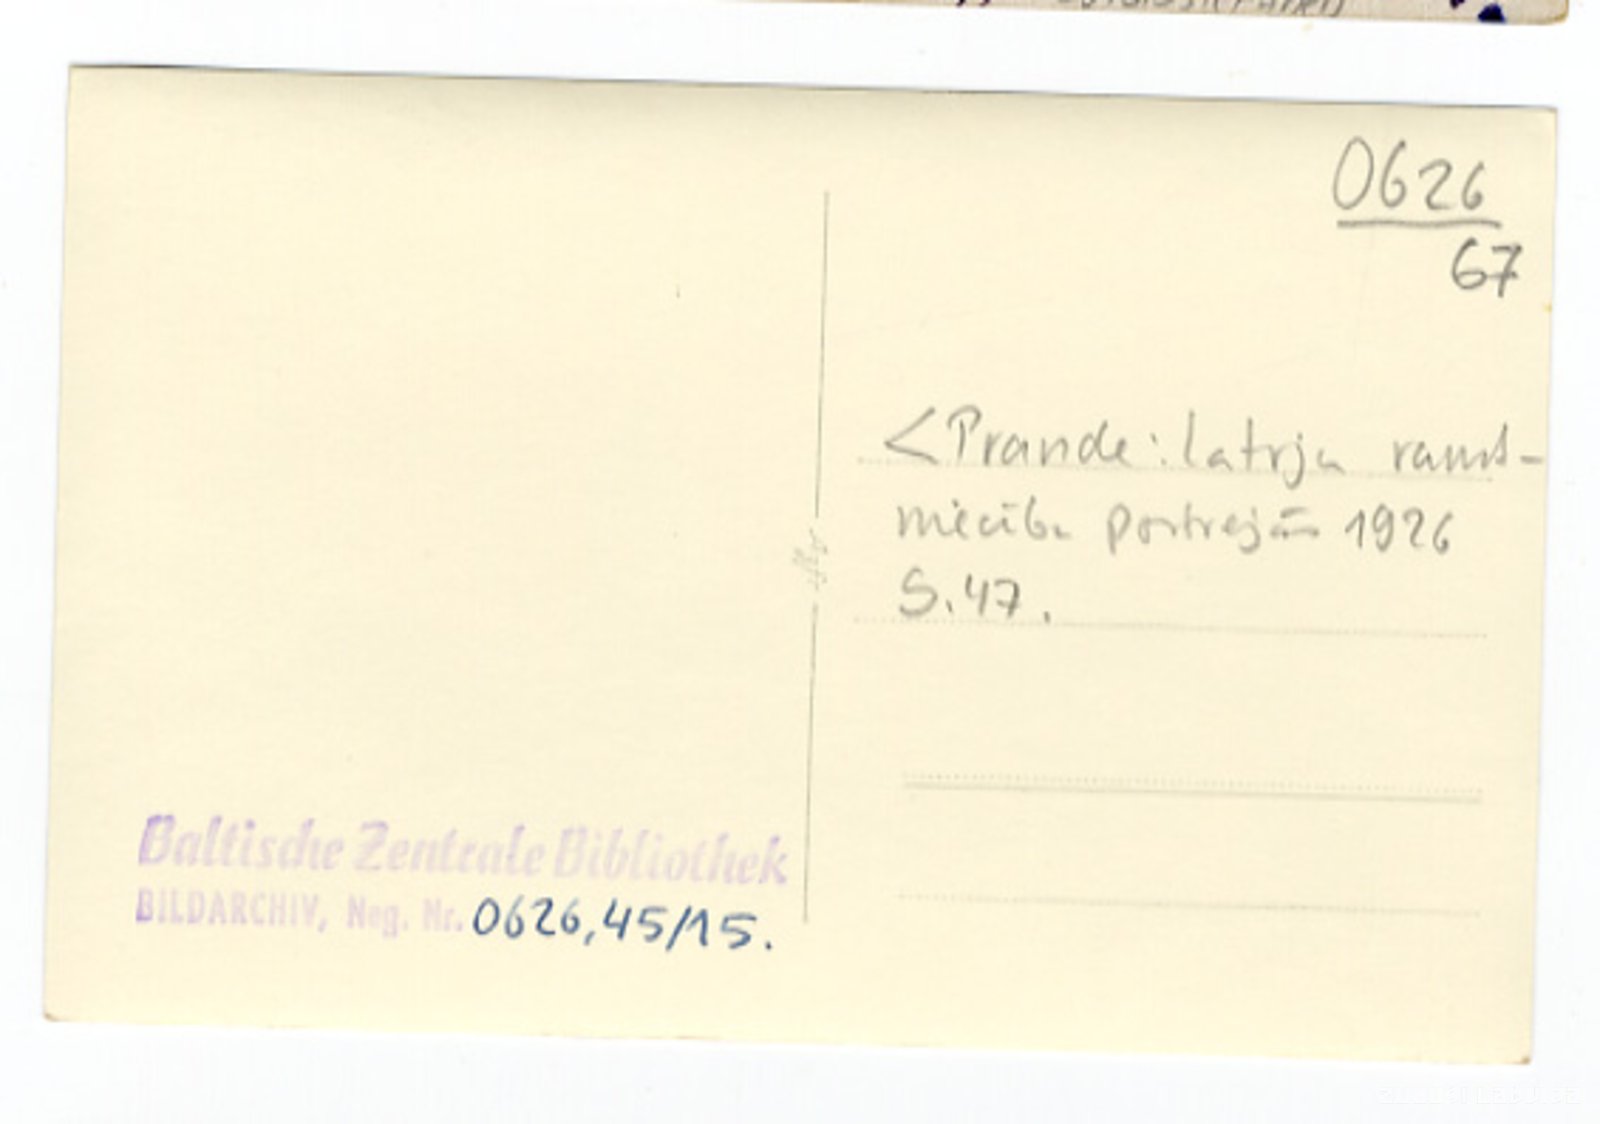 0626
67
<Prande: Latvju rakst-
niecība portrejās 1926
S. 47.
Baltische Zentrale Bibliothek
BILDARCHIV, Neg. Nr. 0626,45/15.